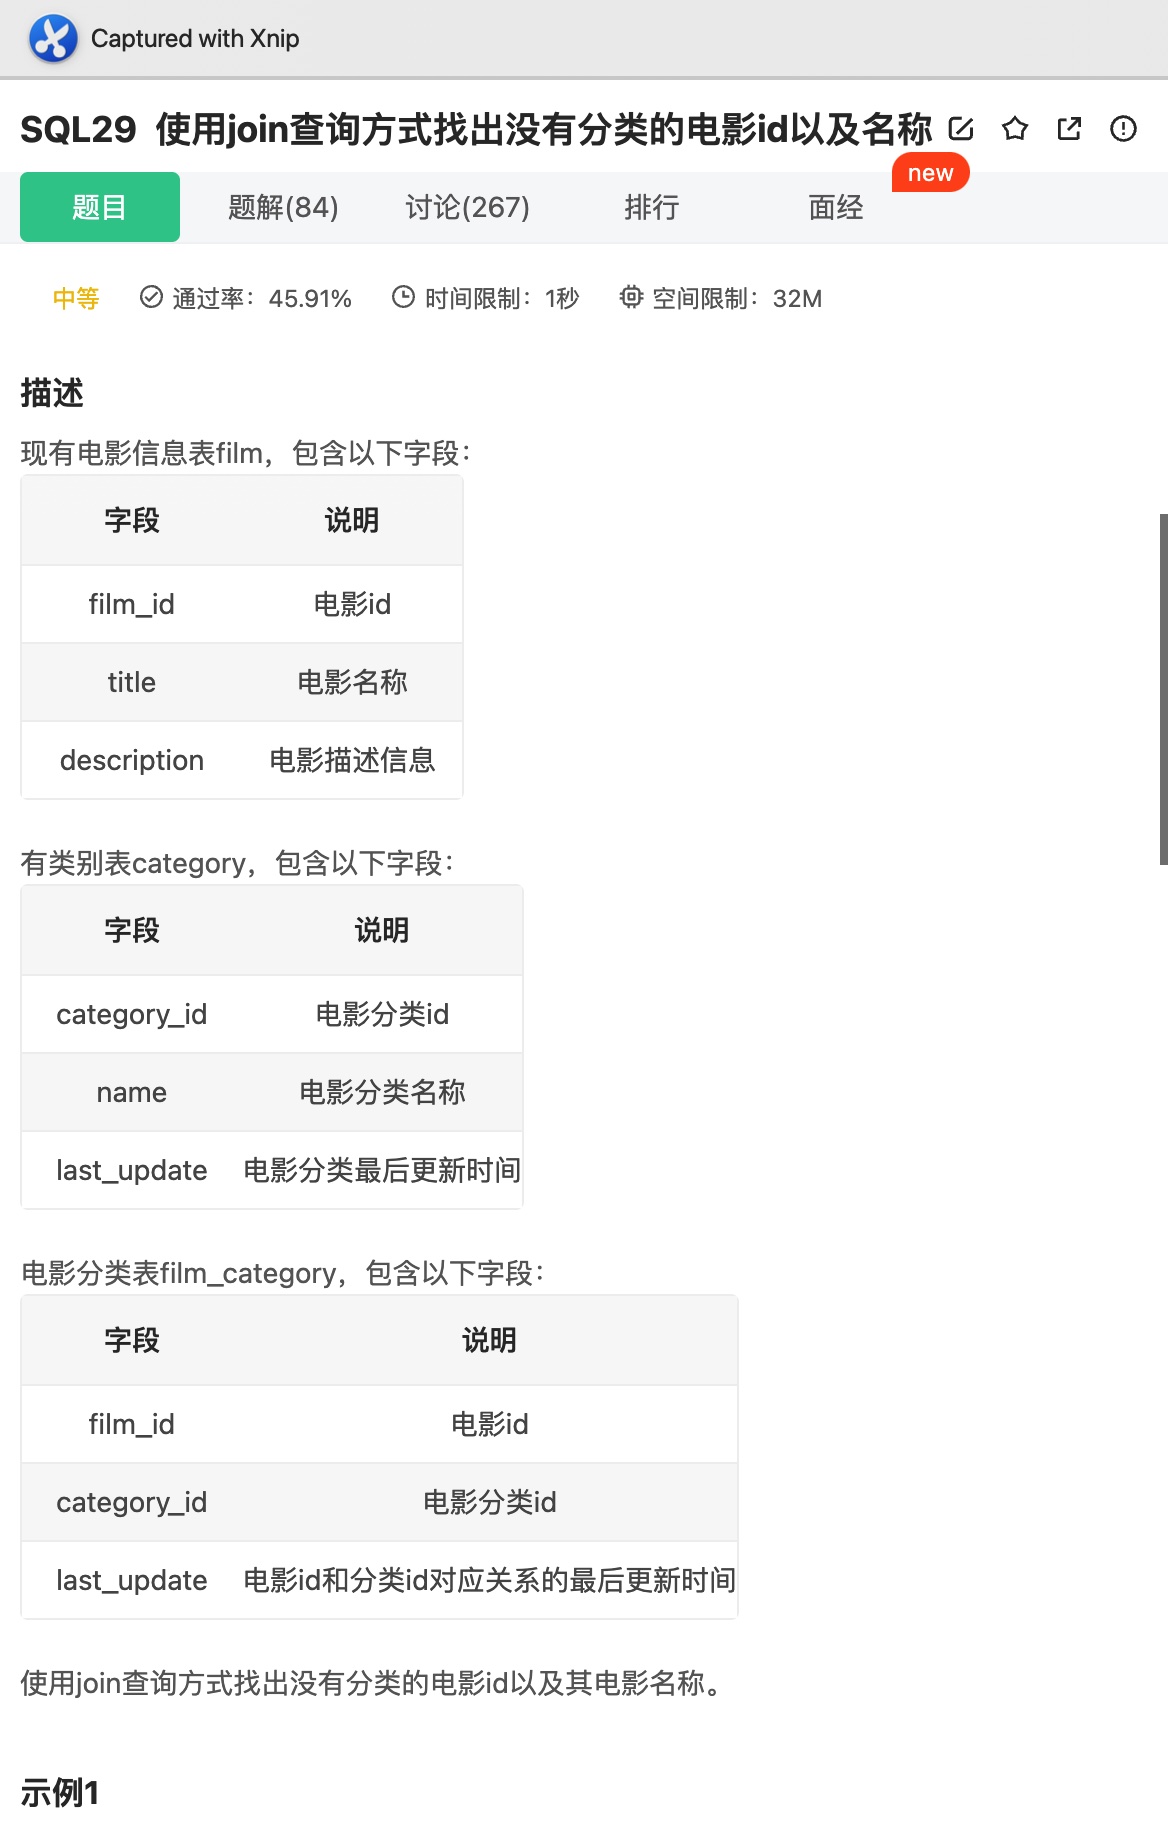 Captured with Xnip
SQL29 使用join查询方式找出没有分类的电影id以及名称
new
题目 题解(84) 讨论(267) 排行 面经
中等 通过率：45.91% 时间限制：1秒 空间限制：32M
描述
现有电影信息表film，包含以下字段：
字段 说明
film_id 电影id
title 电影名称
description 电影描述信息
有类别表category，包含以下字段：
字段 说明
category_id 电影分类id
name 电影分类名称
last_update 电影分类最后更新时间
电影分类表film_category，包含以下字段：
字段 说明
film_id 电影id
category_id 电影分类id
last_update 电影id和分类id对应关系的最后更新时间
使用join查询方式找出没有分类的电影id以及其电影名称。
示例1